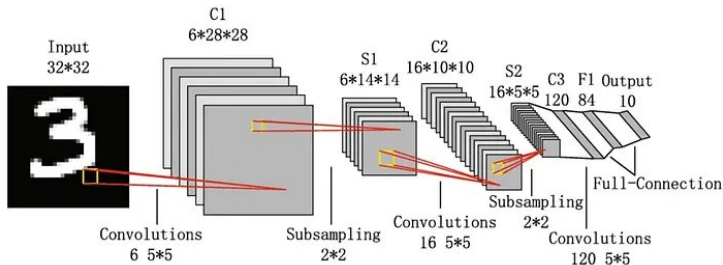 Input
32*32
C1
6*28*28
S1
6*14*14
C2
16*10*10
S2
16*5*5
C3
120
F1
84
Output
10
Convolutions
6 5*5
Subsampling
2*2
Convolutions
16 5*5
Subsampling
2*2
Convolutions
120 5*5
Full-Connection